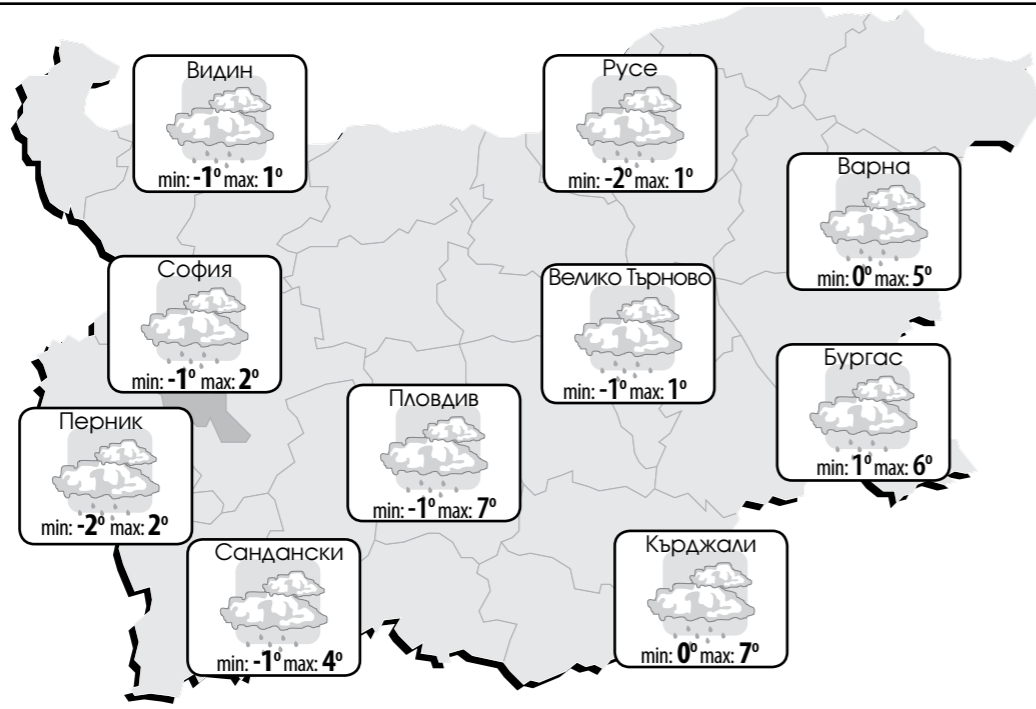 Видин
min: -1° max: 1°
Русе
min: -2° max: 1°
Варна
min: 0° max: 5°
София
min: -1° max: 2°
Велико Търново
min: -1° max: 1°
Бургас
min: 1° max: 6°
Пловдив
min: -1° max: 7°
Перник
min: -2° max: 2°
Сандански
min: -1° max: 4°
Кърджали
min: 0° max: 7°